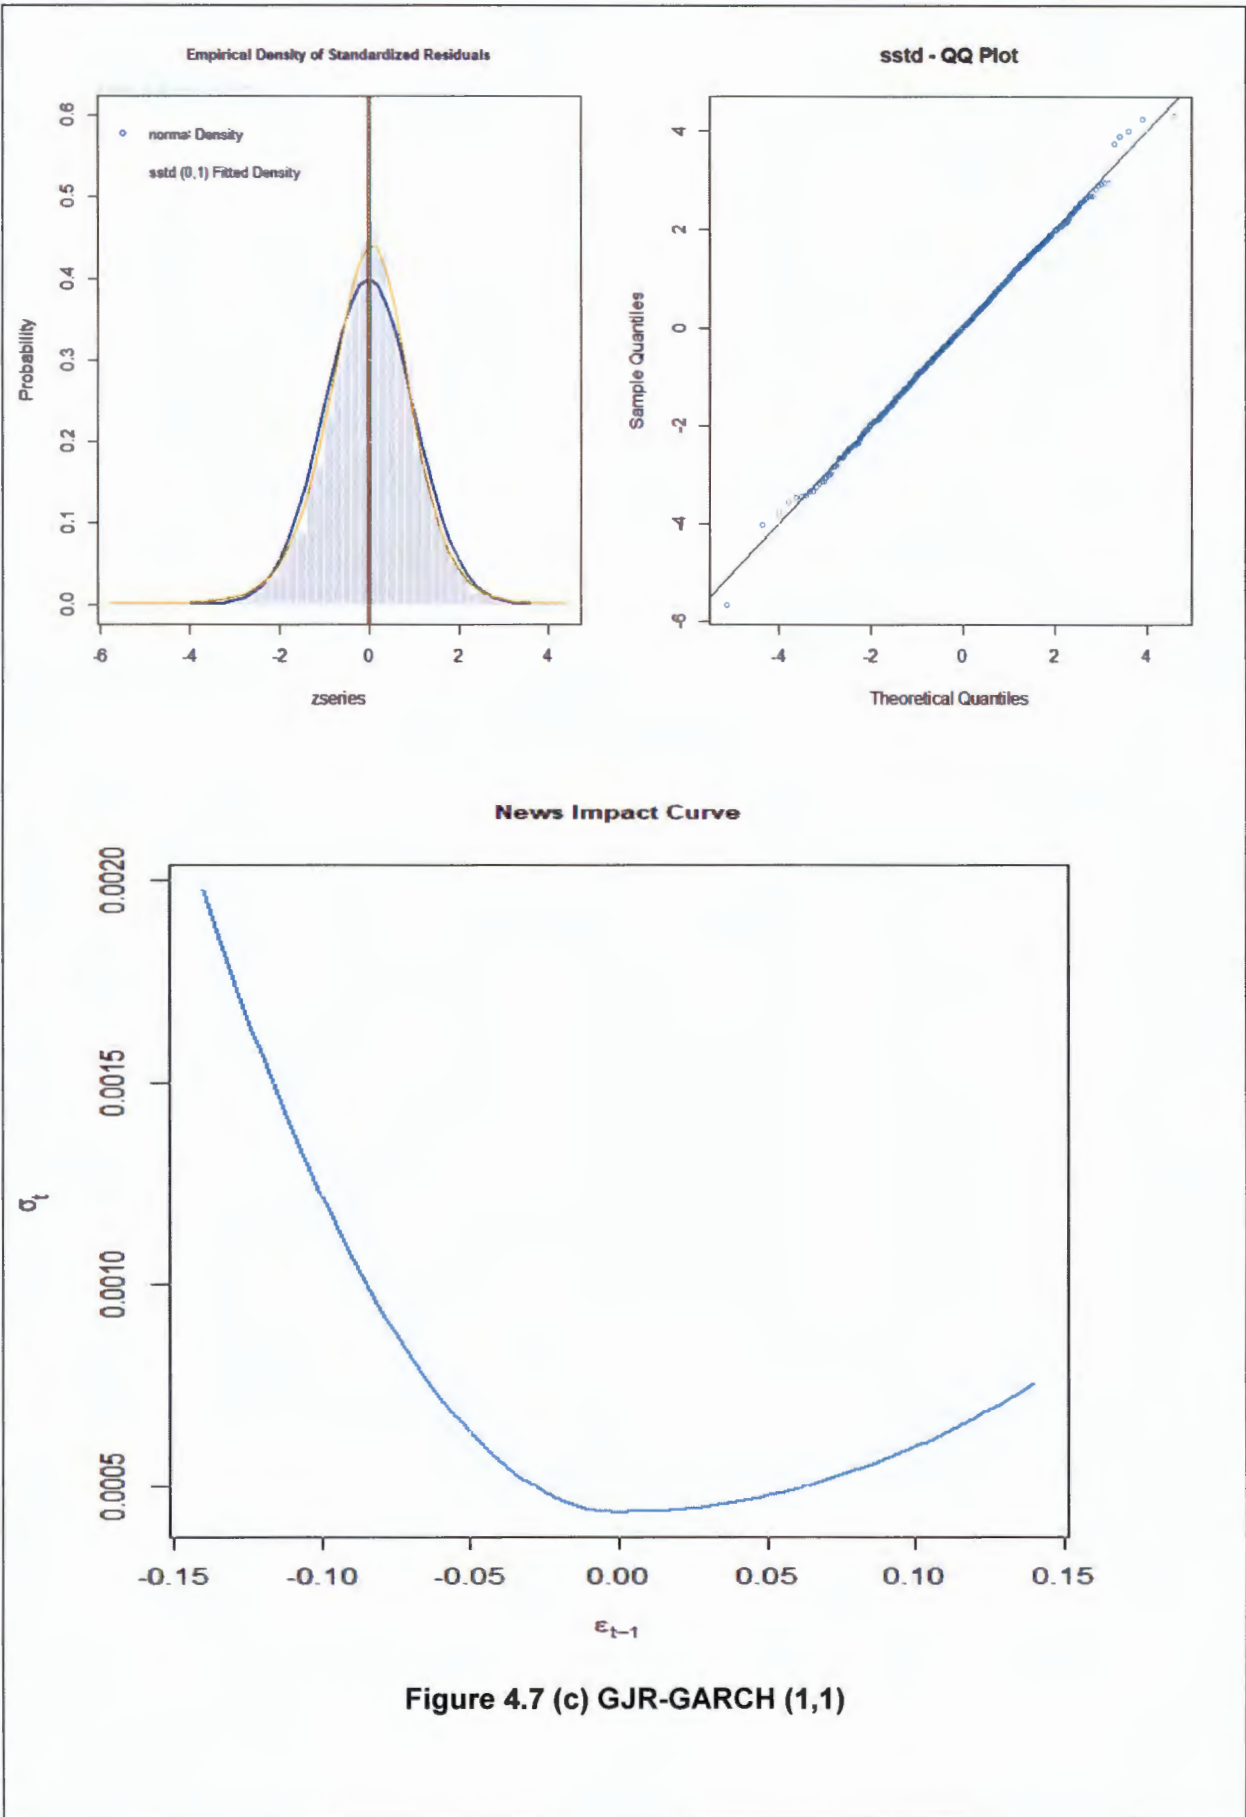 Empirical Density of Standardized Residuals
0.6
0.5
0.4
0.3
0.2
0.1
0.0
Probability
normal Density
sstd (0,1) Fitted Density
-6 -4 -2 0 2 4
zseries
sstd - QQ Plot
4
2
0
-2
-4
-6
Sample Quantiles
-4 -2 0 2 4
Theoretical Quantiles
News Impact Curve
0.0020
0.0015
0.0010
0.0005
σt
-0.15 -0.10 -0.05 0.00 0.05 0.10 0.15
εt−1
Figure 4.7 (c) GJR-GARCH (1,1)